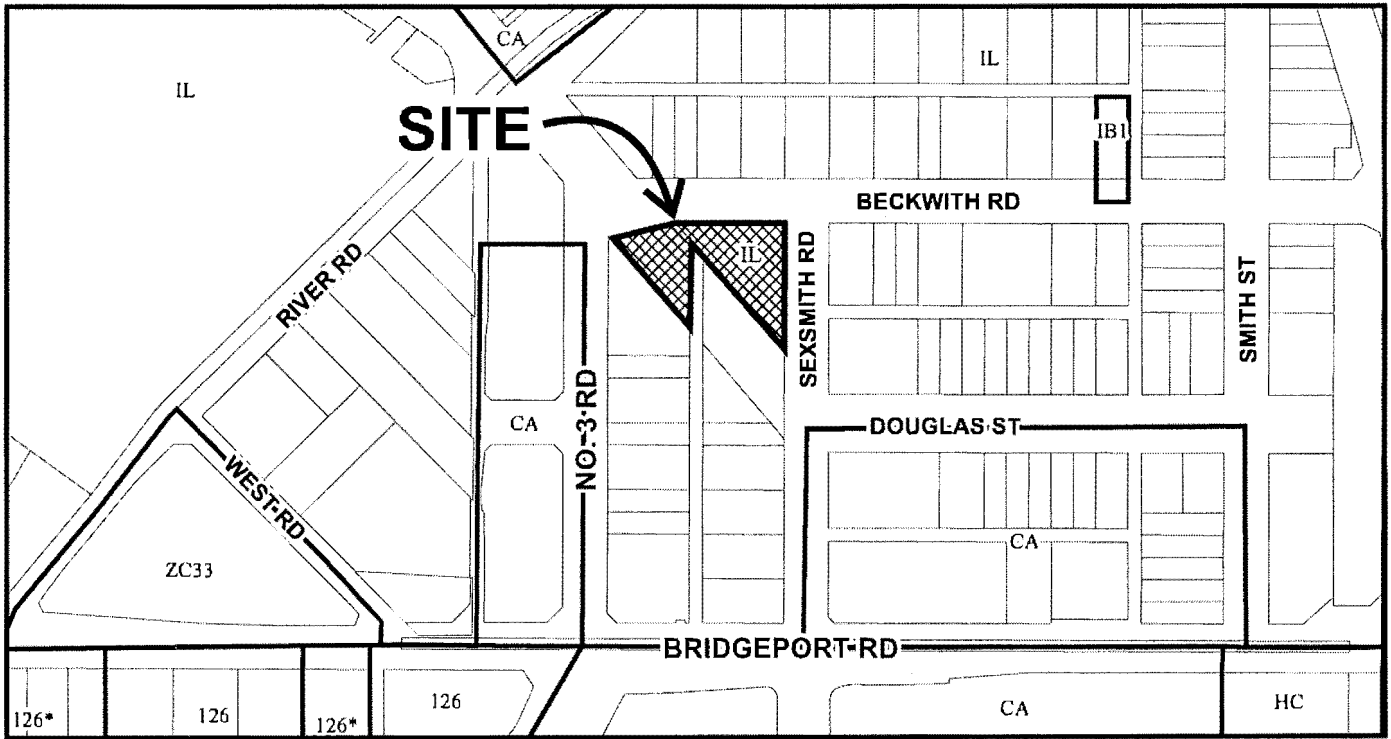 CA
IL
IL
SITE
IB1
BECKWITH RD
IL
RIVER RD
SEXSMITH RD
SMITH ST
NO. 3 RD
CA
DOUGLAS ST
WEST RD
CA
ZC33
BRIDGEPORT RD
126*
126
126*
126
CA
HC